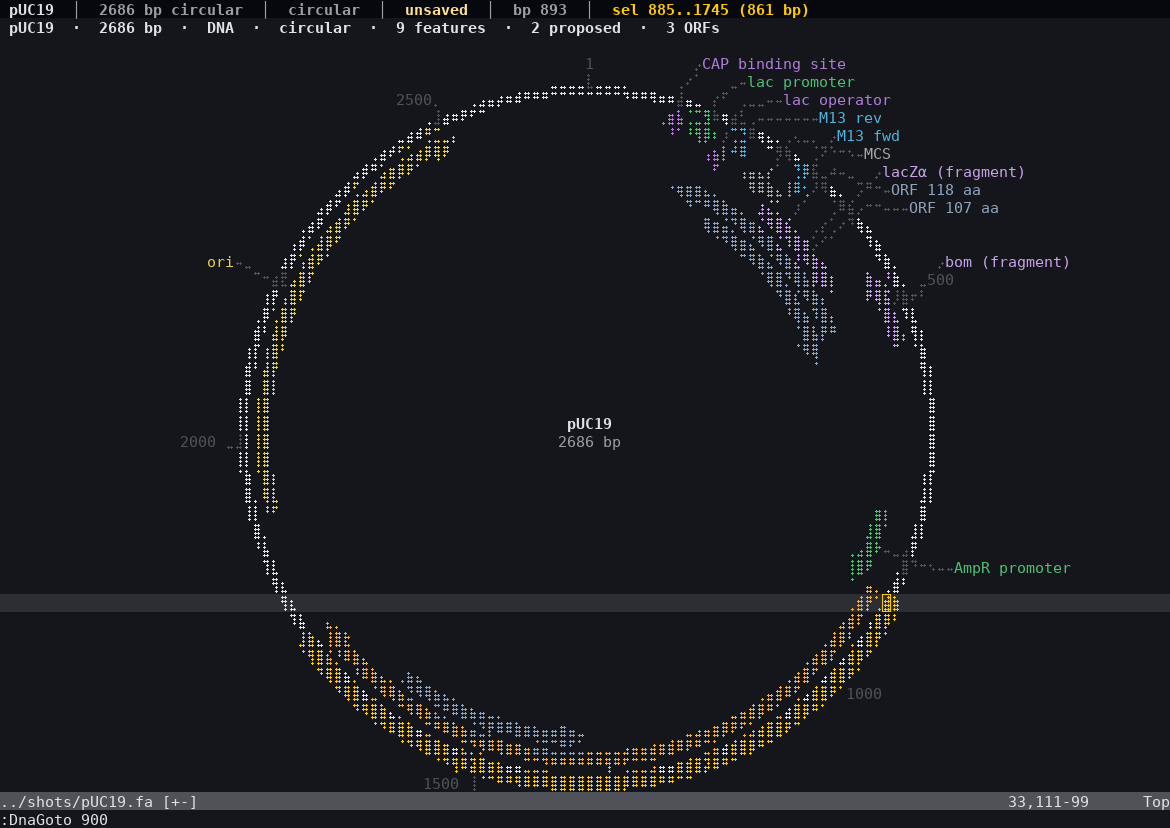 pUC19 │ 2686 bp circular │ circular │ unsaved │ bp 893 │ sel 885..1745 (861 bp)
pUC19 · 2686 bp · DNA · circular · 9 features · 2 proposed · 3 ORFs
1
CAP binding site
lac promoter
2500
lac operator
M13 rev
M13 fwd
MCS
lacZα (fragment)
ORF 118 aa
ORF 107 aa
ori
bom (fragment)
500
pUC19
2000
2686 bp
AmpR promoter
1000
1500
../shots/pUC19.fa [+-] 33,111-99 Top
:DnaGoto 900